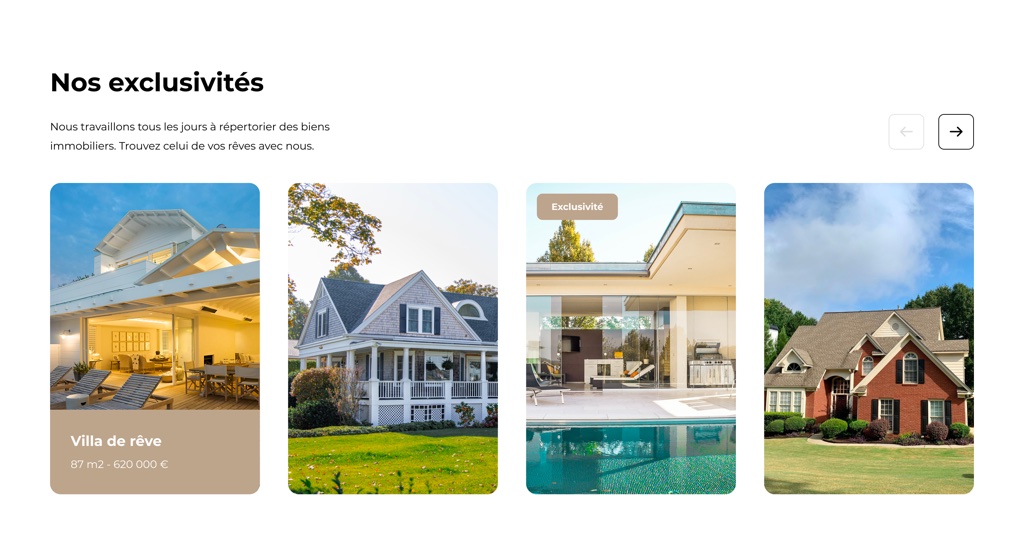 Nos exclusivités
Nous travaillons tous les jours à répertorier des biens
immobiliers. Trouvez celui de vos rêves avec nous.
Exclusivité
Villa de rêve
87 m2 - 620 000 €